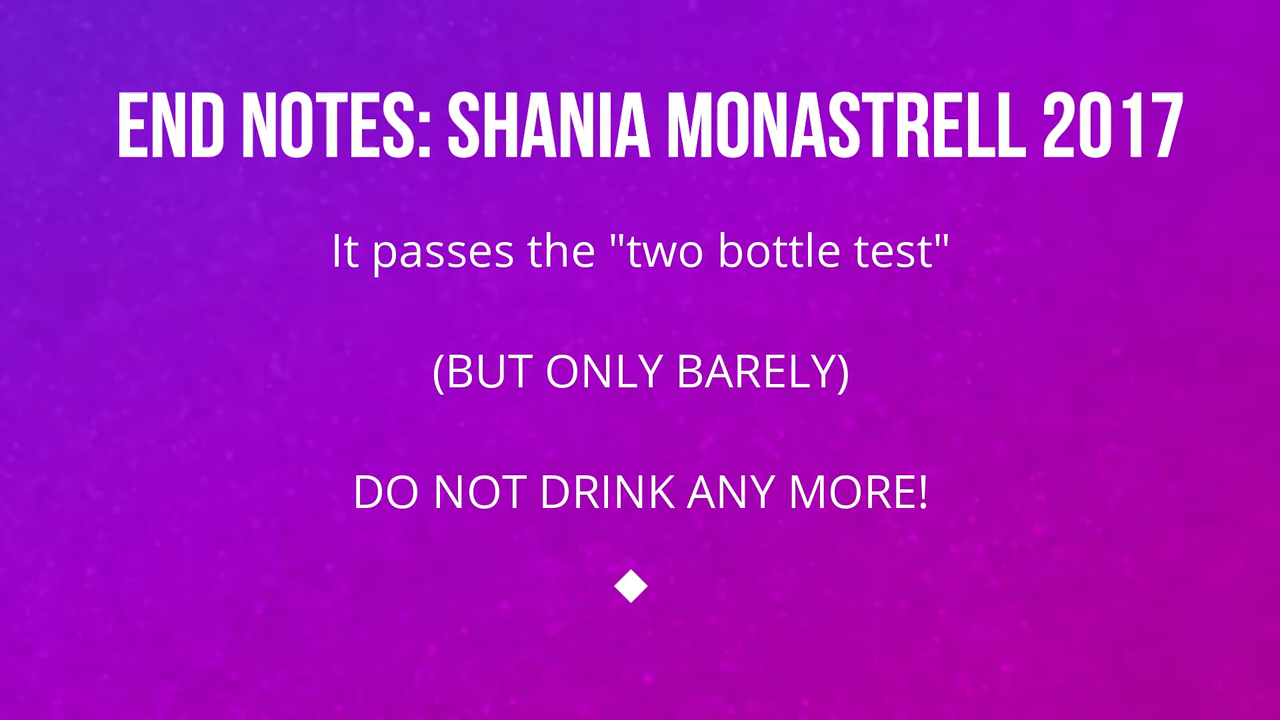 END NOTES: SHANIA MONASTRELL 2017
It passes the "two bottle test"
(BUT ONLY BARELY)
DO NOT DRINK ANY MORE!